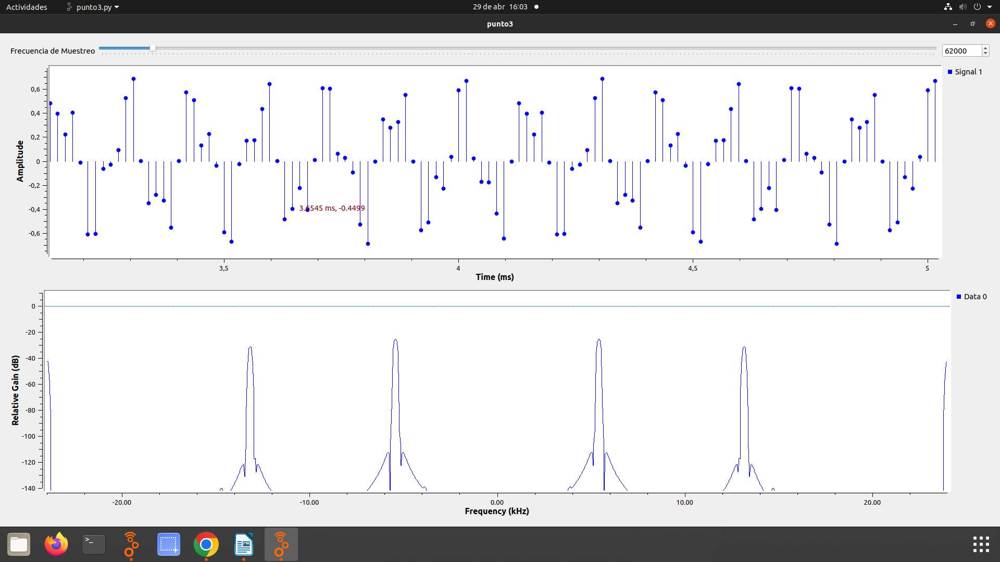 Actividades punto3.py 29 de abr 16:03
punto3
Frecuencia de Muestreo 62000
Signal 1
0,6
0,4
0,2
0
-0,2
-0,4
-0,6
Amplitude
3.6545 ms, -0.4499
3,5 4 4,5 5
Time (ms)
Data 0
0
-20
-40
-60
-80
-100
-120
-140
Relative Gain (dB)
-20.00 -10.00 0.00 10.00 20.00
Frequency (kHz)
>_